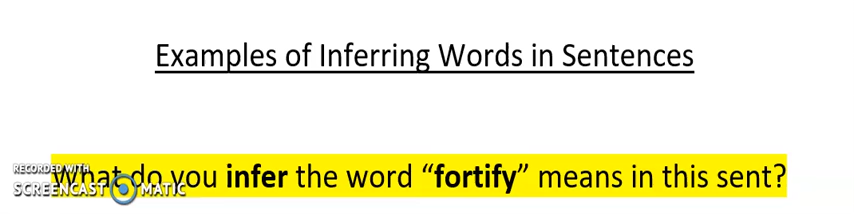 Examples of Inferring Words in Sentences
What do you infer the word “fortify” means in this sent?
RECORDED WITH
SCREENCAST MATIC